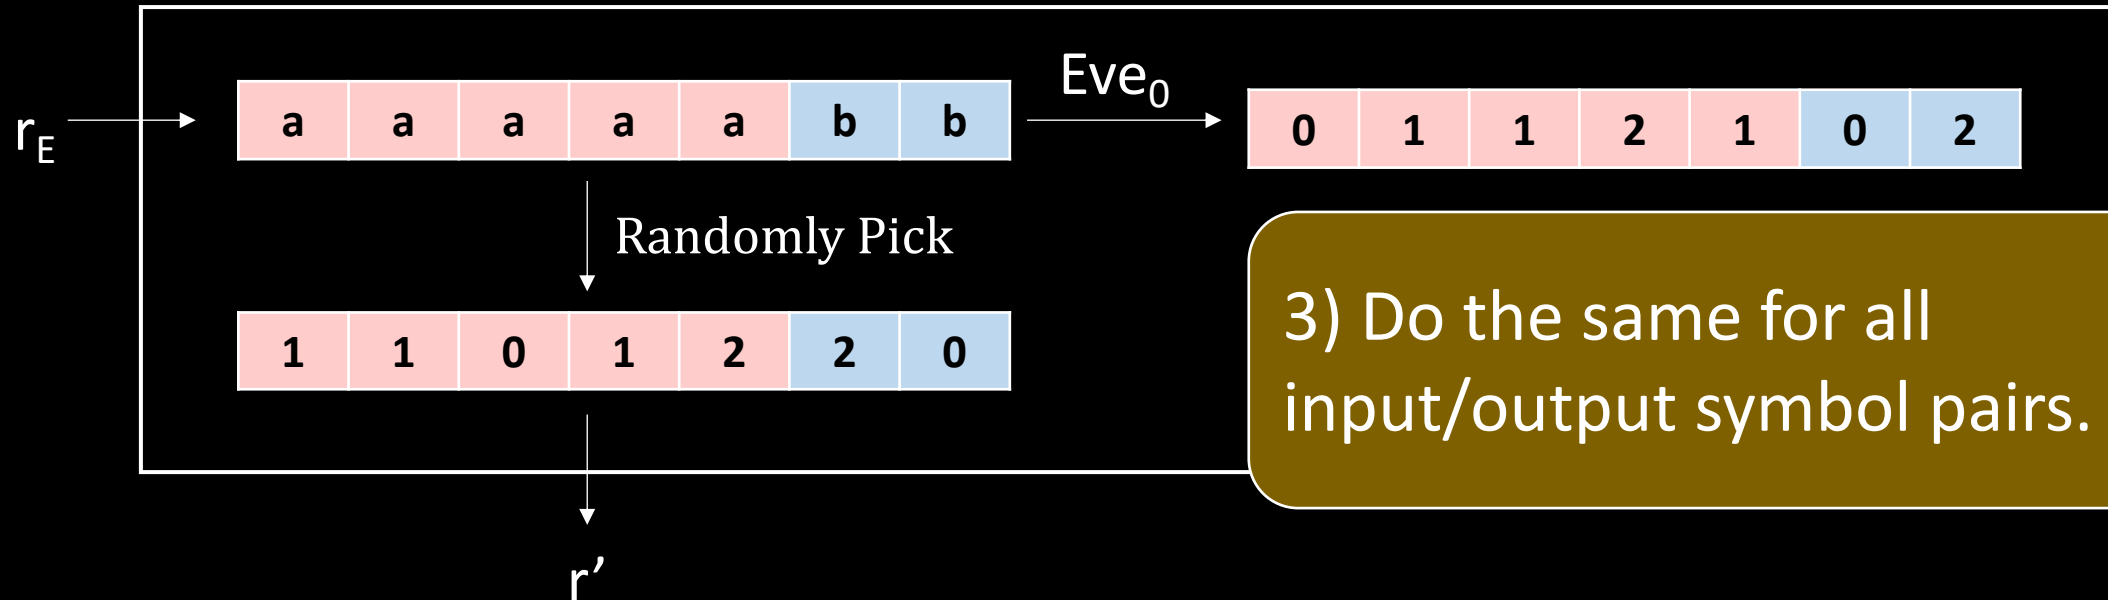 r_E
a a a a a b b
Eve_0
0 1 1 2 1 0 2
Randomly Pick
1 1 0 1 2 2 0
3) Do the same for all
input/output symbol pairs.
r’